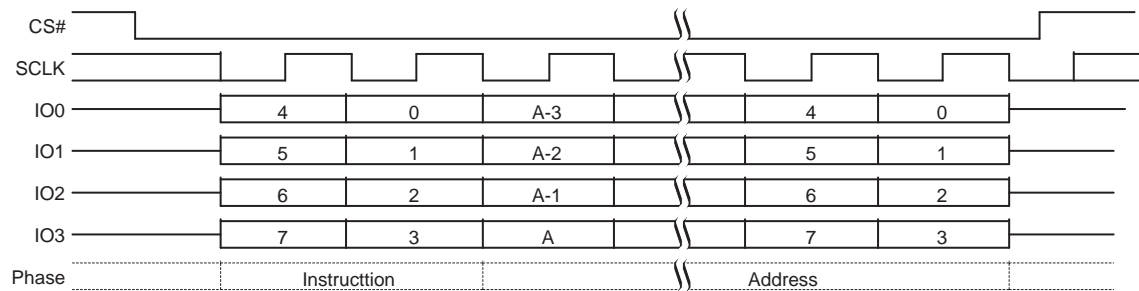 CS#
SCLK
IO0 4 0 A-3 4 0
IO1 5 1 A-2 5 1
IO2 6 2 A-1 6 2
IO3 7 3 A 7 3
Phase Instructtion Address